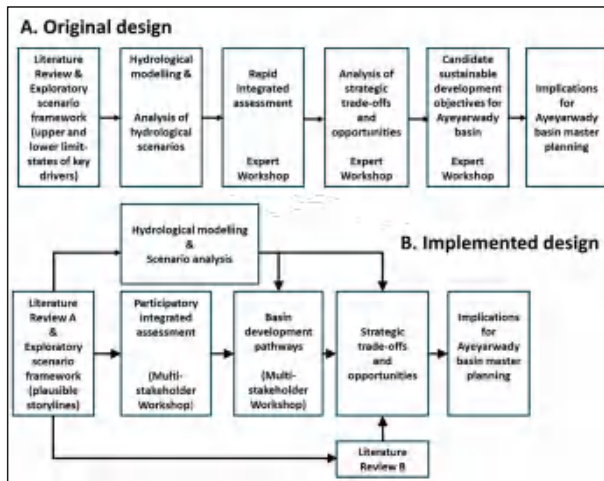 A. Original design
Literature
Review &
Exploratory
scenario
framework
(upper and
lower limit-
states of key
drivers)
Hydrological
modelling &
Analysis of
hydrological
scenarios
Rapid
integrated
assessment
Expert
Workshop
Analysis of
strategic
trade-offs
and
opportunities
Expert
Workshop
Candidate
sustainable
development
objectives for
Ayeyarwady
basin
Expert
Workshop
Implications
for
Ayeyarwady
basin master
planning
B. Implemented design
Hydrological modelling
&
Scenario analysis
Literature
Review A
&
Exploratory
scenario
framework
(plausible
storylines)
Participatory
integrated
assessment
(Multi-
stakeholder
Workshop)
Basin
development
pathways
(Multi-
stakeholder
Workshop)
Strategic
trade-offs
and
opportunities
Implications for
Ayeyarwady
basin master
planning
Literature
Review B